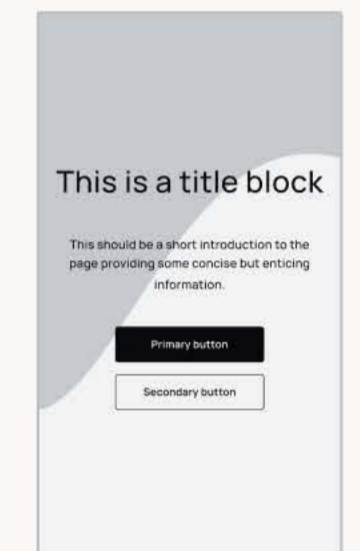 This is a title block
This should be a short introduction to the
page providing some concise but enticing
information.
Primary button
Secondary button